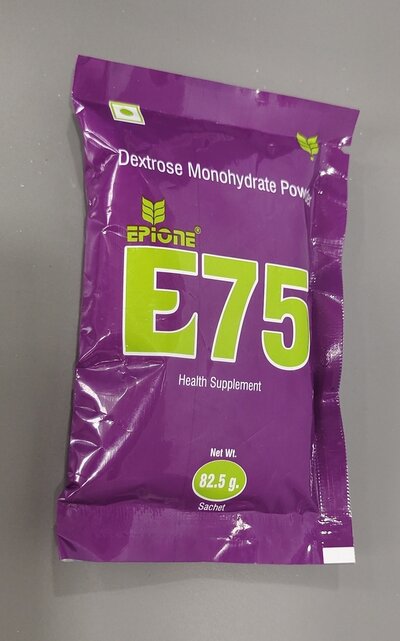 Dextrose Monohydrate
EPIONE®
E75
Health Supplement
Net Wt.
82.5 g.
Sachet